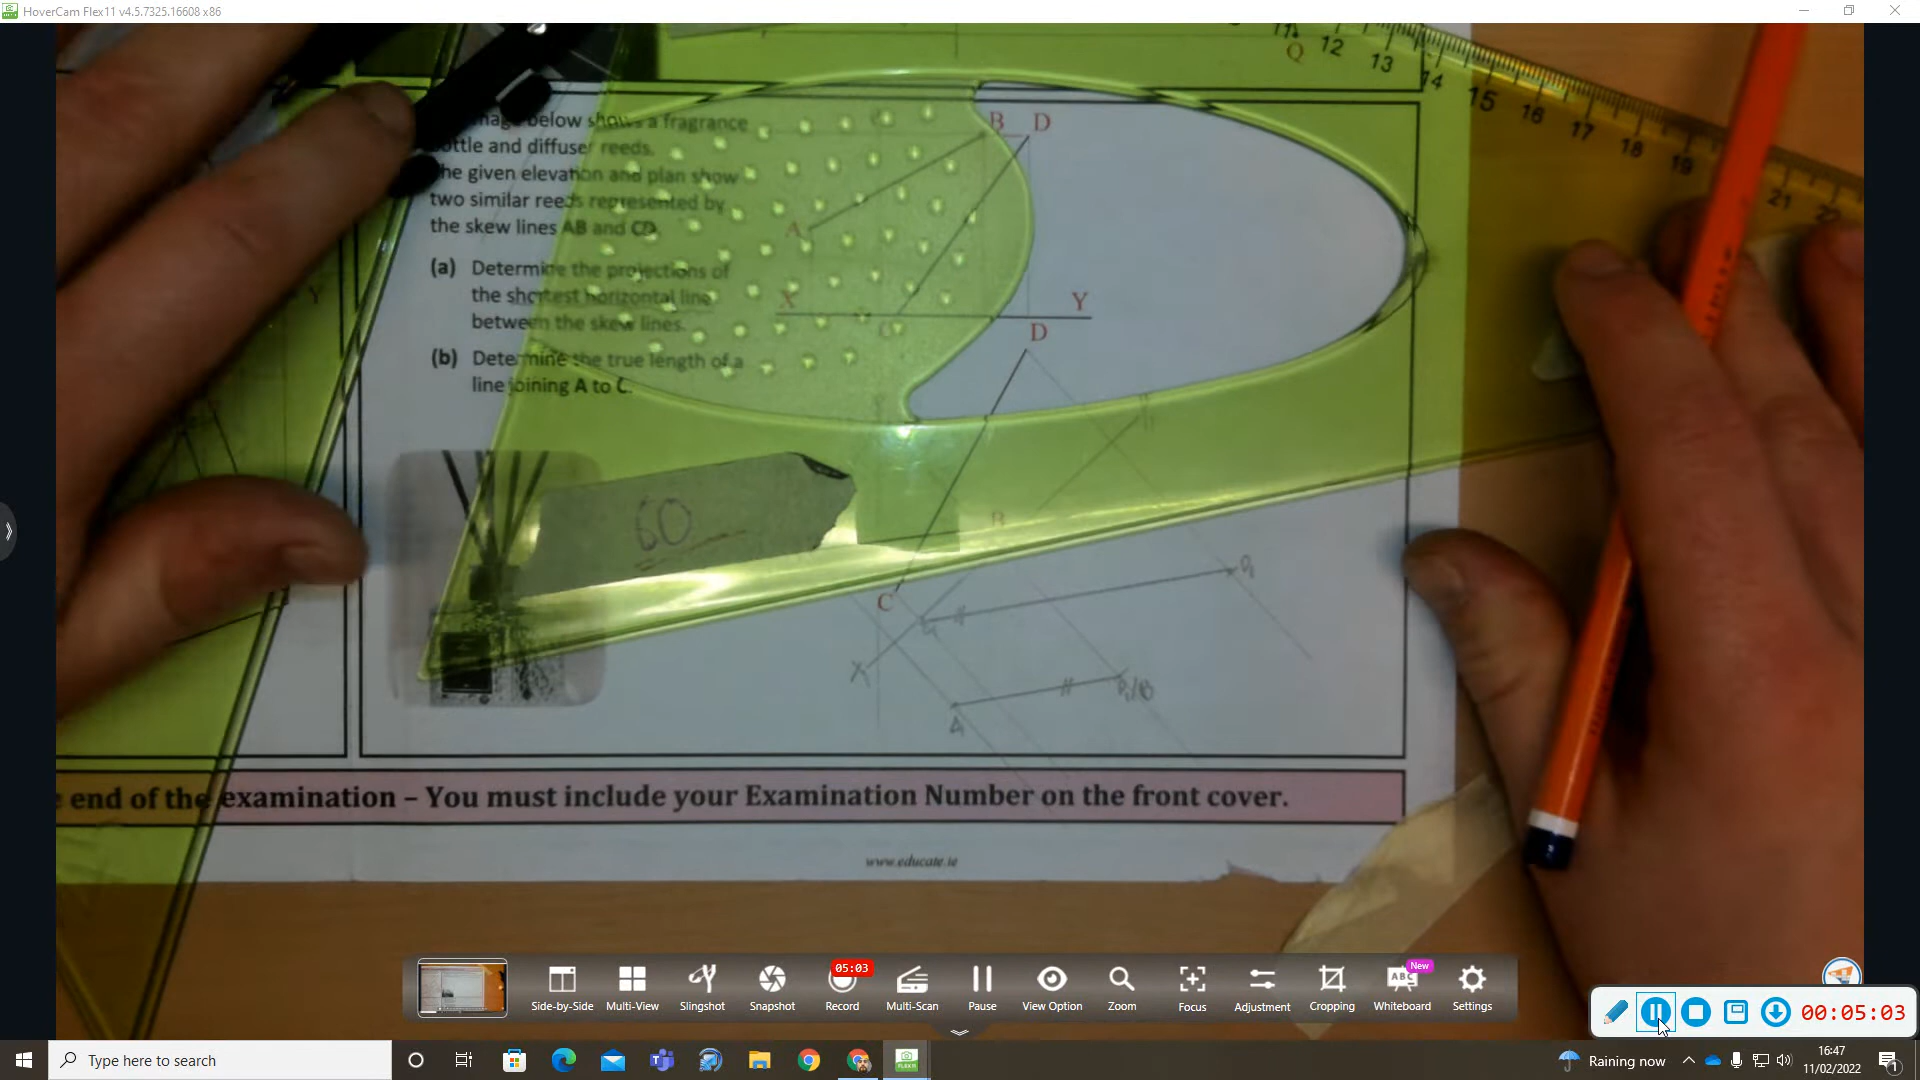 HoverCam Flex11 v4.5.7325.16608 x86
11 12 13 14 15 16 17 18 19 21 22
Q
image below shows a fragrance
bottle and diffuser reeds.
The given elevation and plan show
two similar reeds represented by
the skew lines AB and CD.
(a) Determine the projections of
the shortest horizontal line
between the skew lines.
(b) Determine the true length of a
line joining A to C.
B D
A
X Y
C
D
B
C
Y
60
X₁
D₁
A
e end of the examination – You must include your Examination Number on the front cover.
www.educate.ie
05:03
New
Side-by-Side Multi-View Slingshot Snapshot Record Multi-Scan Pause View Option Zoom Focus Adjustment Cropping Whiteboard Settings
00:05:03
Type here to search
Raining now
16:47
11/02/2022
1